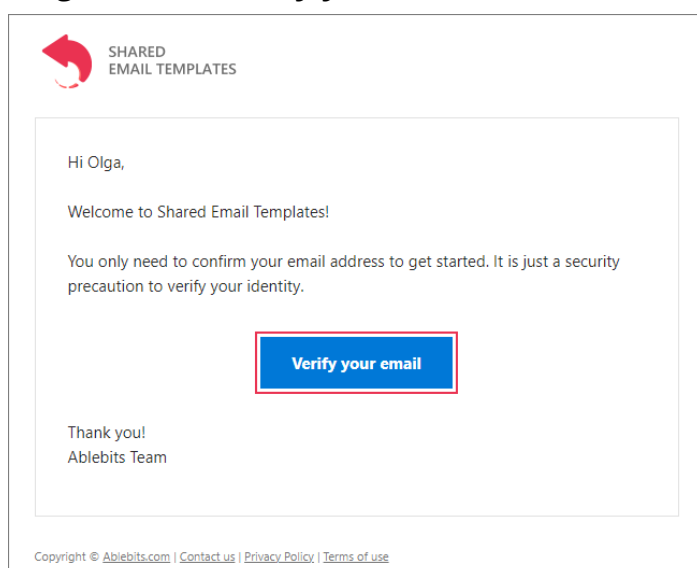 SHARED
EMAIL TEMPLATES
Hi Olga,
Welcome to Shared Email Templates!
You only need to confirm your email address to get started. It is just a security
precaution to verify your identity.
Verify your email
Thank you!
Ablebits Team
Copyright © Ablebits.com | Contact us | Privacy Policy | Terms of use